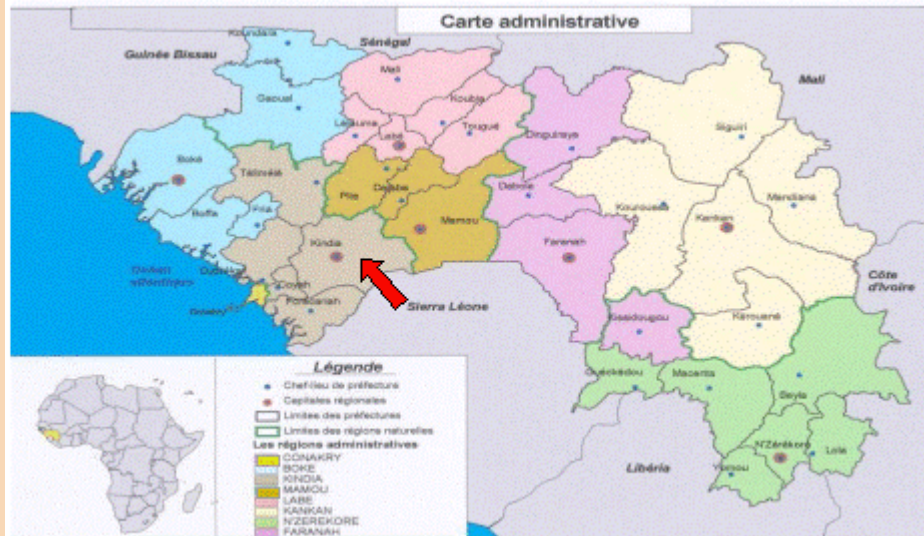 Carte administrative
Koundara
Guinée Bissau
Sénégal
Mali
Mali
Gaoual
Koubia
Lélouma
Labé
Tougué
Siguiri
Dinguiraye
Boké
Télimélé
Pita
Dalaba
Dabola
Mandiana
Kouroussa
Kankan
Boffa
Fria
Mamou
Kindia
Faranah
Coyah
Côte
d'Ivoire
Sierra Léone
Kissidougou
Kérouané
Guéckédou
Macenta
Beyla
N'Zérékoré
Lola
Yomou
Libéria
Légende
Chef lieu de préfecture
Capitales régionales
Limites des préfectures
Limites des régions naturelles
Les régions administratives
CONAKRY
BOKE
KINDIA
MAMOU
LABE
KANKAN
N'ZEREKORE
FARANAH